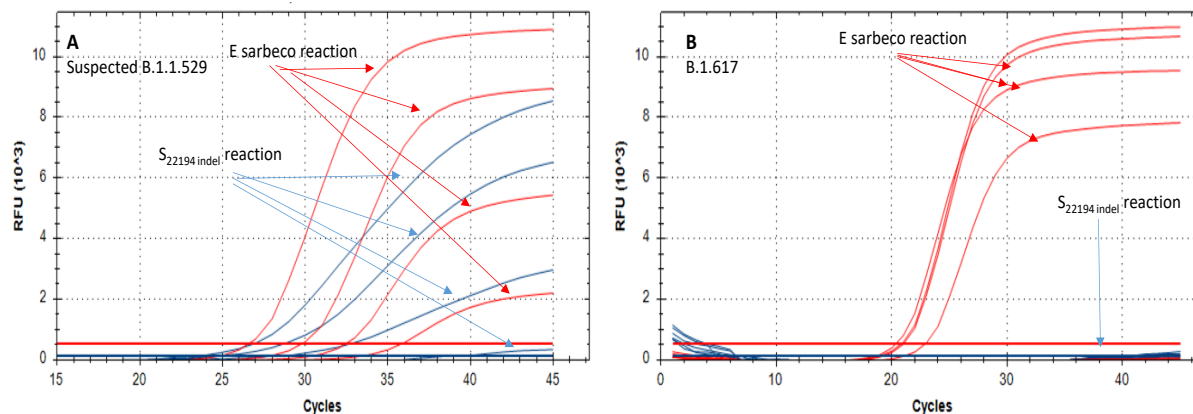 A
Suspected B.1.1.529
E sarbeco reaction
S22194 indel reaction
RFU (10^3)
10
8
6
4
2
0
15 20 25 30 35 40 45
Cycles
B
B.1.617
E sarbeco reaction
S22194 indel reaction
RFU (10^3)
10
8
6
4
2
0
0 10 20 30 40
Cycles